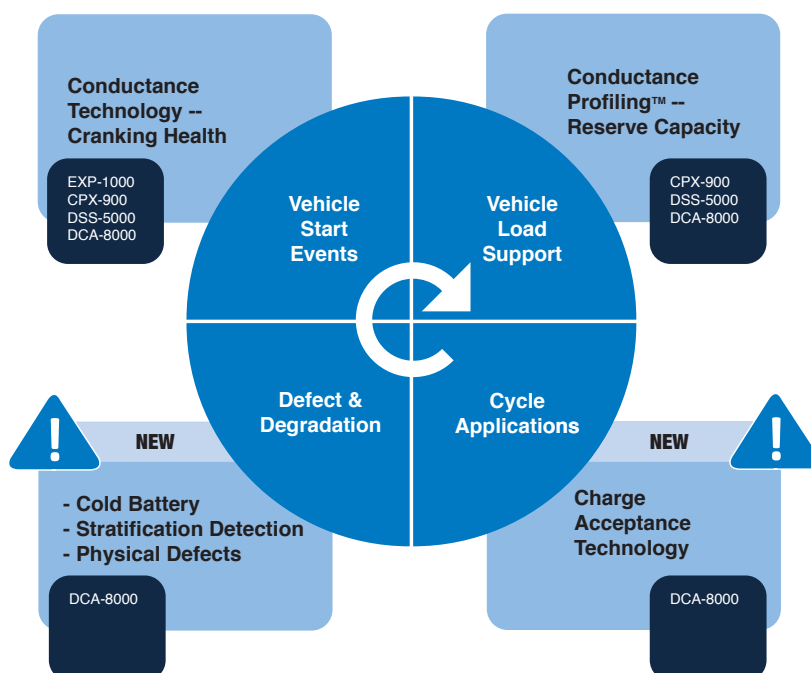 Conductance
Technology --
Cranking Health
EXP-1000
CPX-900
DSS-5000
DCA-8000
Conductance
Profiling™ --
Reserve Capacity
CPX-900
DSS-5000
DCA-8000
Vehicle
Start
Events
Vehicle
Load
Support
Defect &
Degradation
Cycle
Applications
!
NEW
- Cold Battery
- Stratification Detection
- Physical Defects
DCA-8000
!
NEW
Charge
Acceptance
Technology
DCA-8000